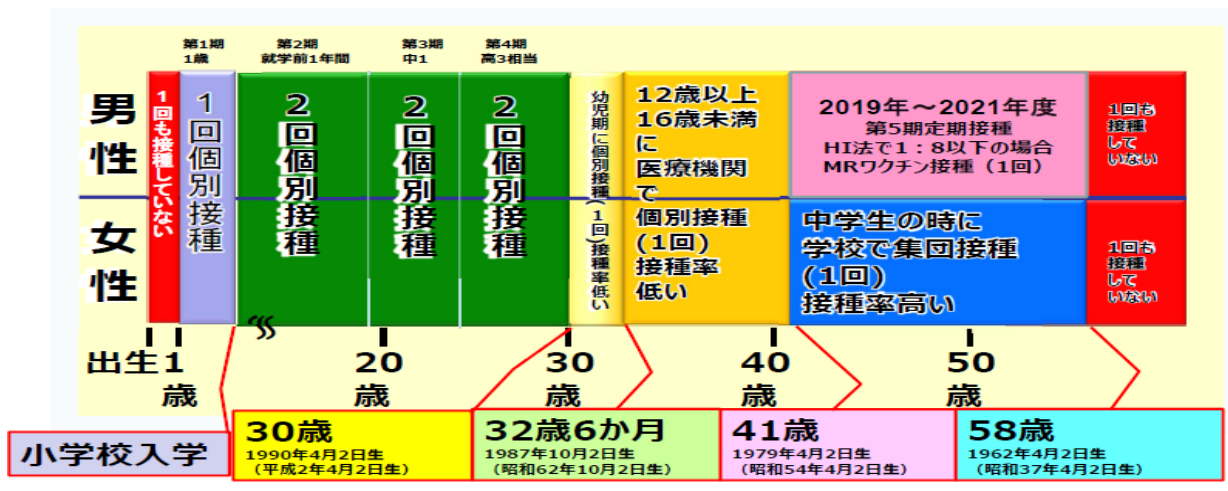 第1期
1歳
第2期
就学前1年間
第3期
中1
第4期
高3相当
男性
女性
1回も接種していない
1回個別接種
2回個別接種
2回個別接種
2回個別接種
幼児期に個別接種(1回)接種率低い
12歳以上
16歳未満
に
医療機関
で
個別接種
(1回)
接種率
低い
2019年～2021年度
第5期定期接種
HI法で1：8以下の場合
MRワクチン接種（1回）
中学生の時に
学校で集団接種
(1回)
接種率高い
1回も
接種
して
いない
1回も
接種
して
いない
出生
1歳
20歳
30歳
40歳
50歳
小学校入学
30歳
1990年4月2日生
（平成2年4月2日生）
32歳6か月
1987年10月2日生
（昭和62年10月2日生）
41歳
1979年4月2日生
（昭和54年4月2日生）
58歳
1962年4月2日生
（昭和37年4月2日生）